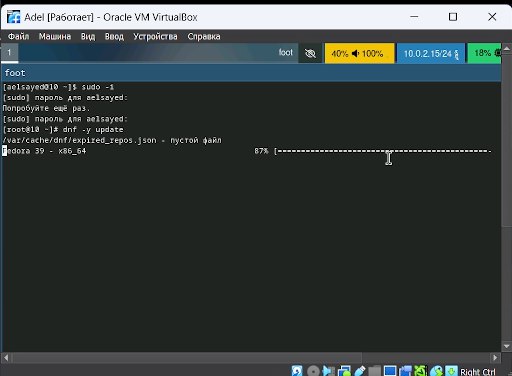 Adel [Работает] - Oracle VM VirtualBox
Файл Машина Вид Ввод Устройства Справка
1 foot 40% 100% 10.0.2.15/24 18%
foot
[aelsayed@10 ~]$ sudo -i
[sudo] пароль для aelsayed:
Попробуйте ещё раз.
[sudo] пароль для aelsayed:
[root@10 ~]# dnf -y update
/var/cache/dnf/expired_repos.json - пустой файл
Fedora 39 - x86_64 87% [-------------------------------------------------
Right Ctrl